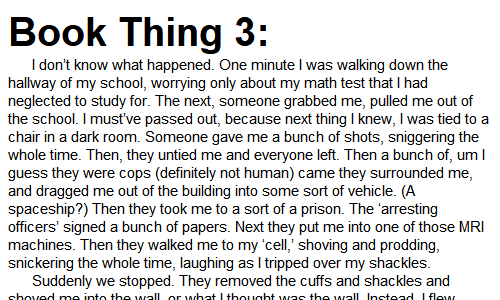 Book Thing 3:
I don't know what happened. One minute I was walking down the
hallway of my school, worrying only about my math test that I had
neglected to study for. The next, someone grabbed me, pulled me out of
the school. I must've passed out, because next thing I knew, I was tied to a
chair in a dark room. Someone gave me a bunch of shots, sniggering the
whole time. Then, they untied me and everyone left. Then a bunch of, um I
guess they were cops (definitely not human) came they surrounded me,
and dragged me out of the building into some sort of vehicle. (A
spaceship?) Then they took me to a sort of a prison. The 'arresting
officers' signed a bunch of papers. Next they put me into one of those MRI
machines. Then they walked me to my 'cell,' shoving and prodding,
snickering the whole time, laughing as I tripped over my shackles.
Suddenly we stopped. They removed the cuffs and shackles and
shoved me into the wall, or what I thought was the wall. Instead, I flew